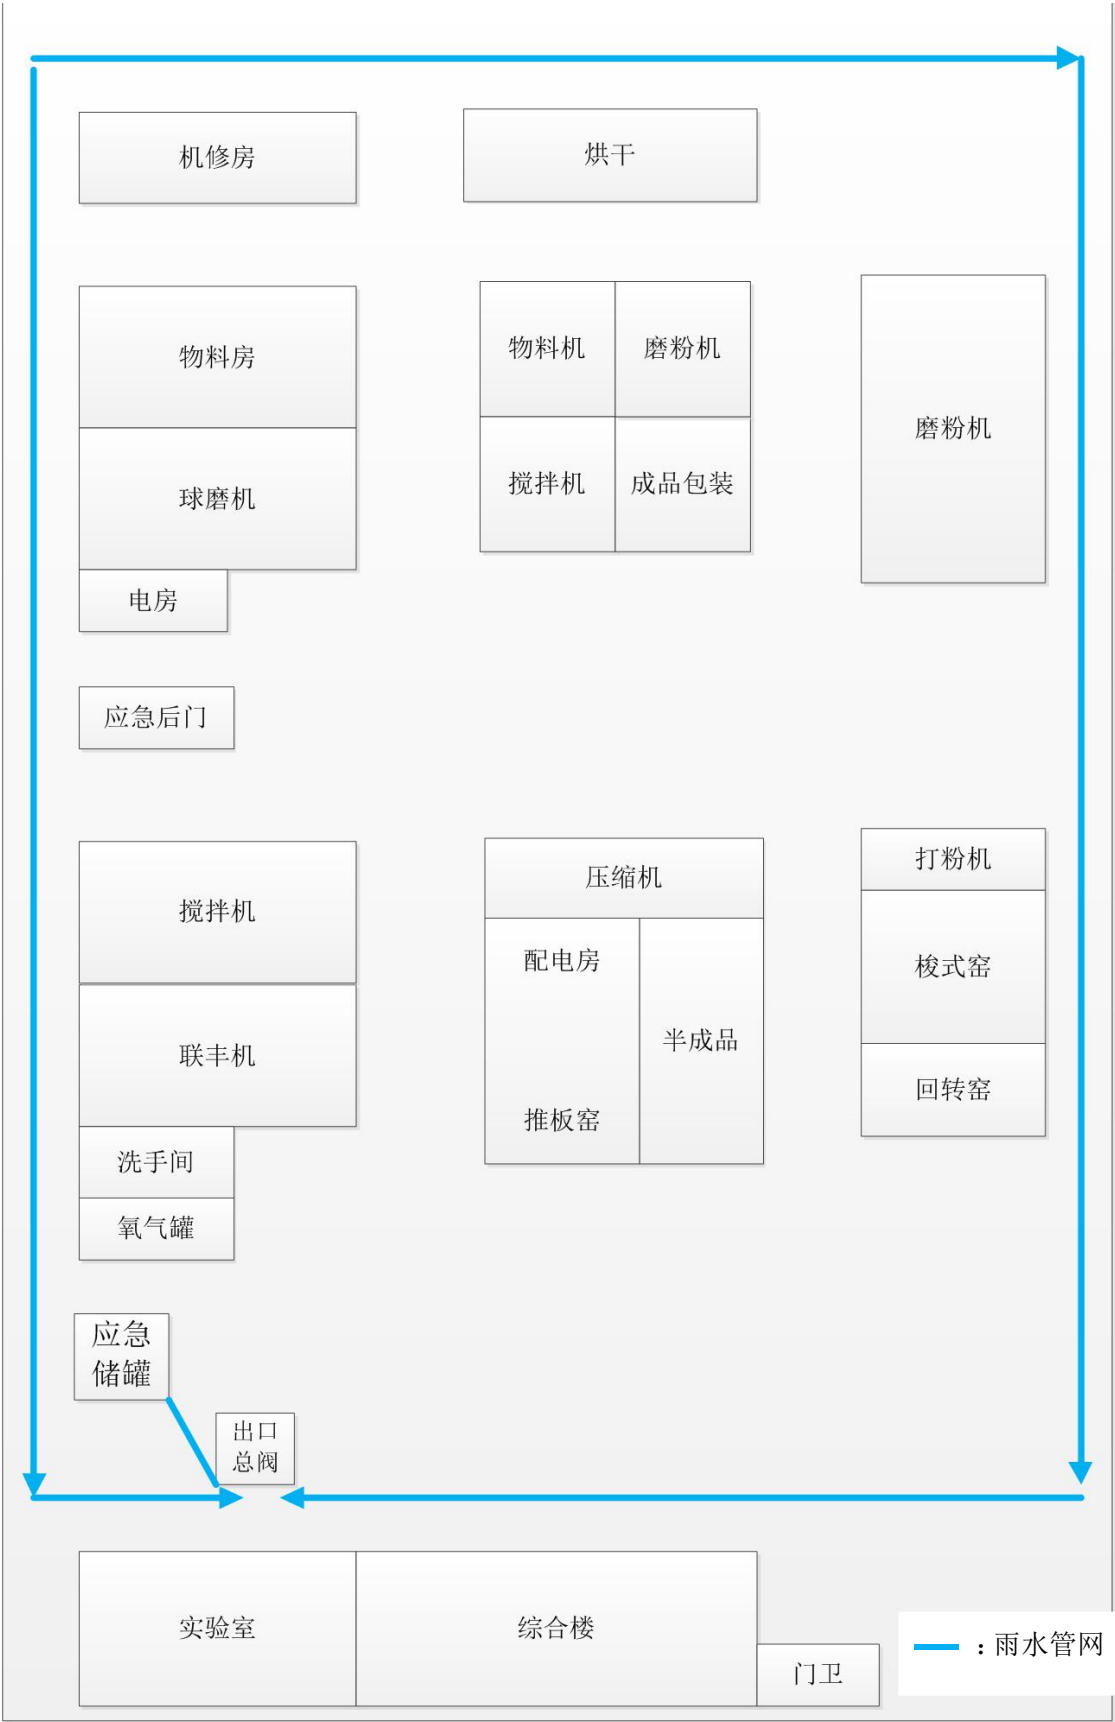 机修房
烘干
物料房
物料机
磨粉机
磨粉机
球磨机
搅拌机
成品包装
电房
应急后门
搅拌机
压缩机
打粉机
配电房
梭式窑
联丰机
半成品
回转窑
推板窑
洗手间
氧气罐
应急
储罐
出口
总阀
实验室
综合楼
门卫
：雨水管网